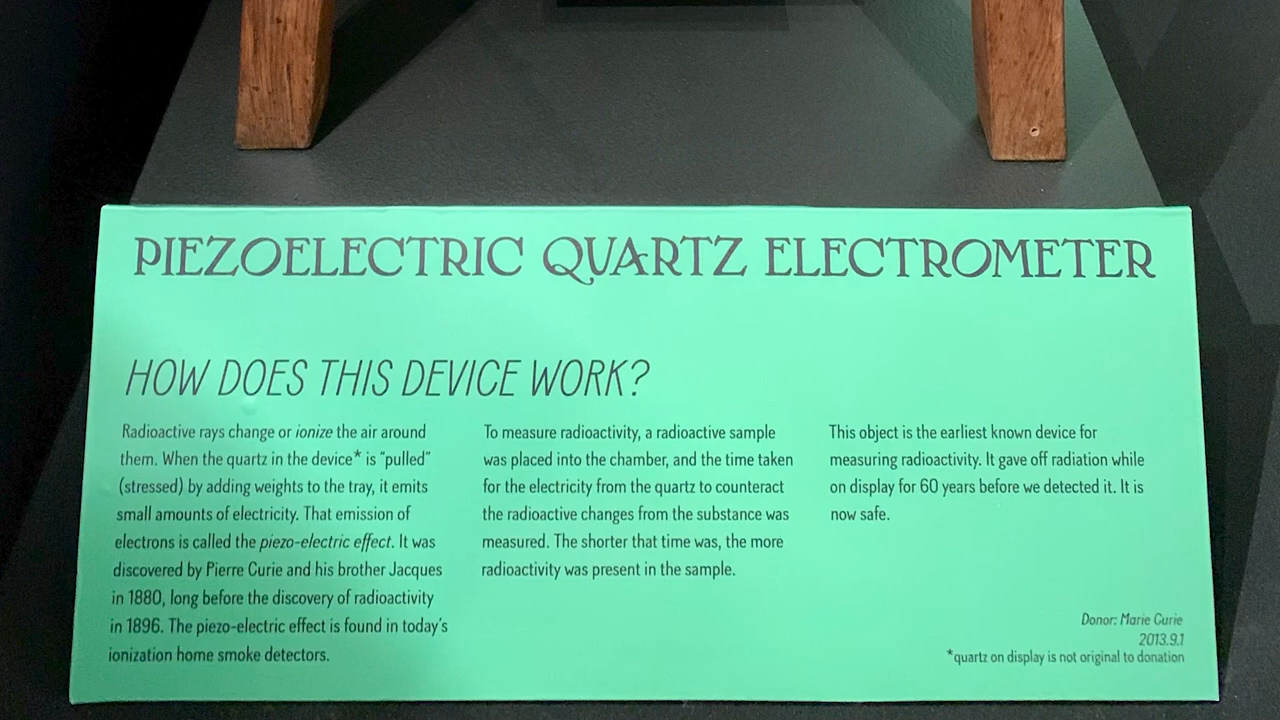 PIEZOELECTRIC QUARTZ ELECTROMETER
HOW DOES THIS DEVICE WORK?
Radioactive rays change or ionize the air around
them. When the quartz in the device* is "pulled"
(stressed) by adding weights to the tray, it emits
small amounts of electricity. That emission of
electrons is called the piezo-electric effect. It was
discovered by Pierre Curie and his brother Jacques
in 1880, long before the discovery of radioactivity
in 1896. The piezo-electric effect is found in today's
ionization home smoke detectors.
To measure radioactivity, a radioactive sample
was placed into the chamber, and the time taken
for the electricity from the quartz to counteract
the radioactive changes from the substance was
measured. The shorter that time was, the more
radioactivity was present in the sample.
This object is the earliest known device for
measuring radioactivity. It gave off radiation while
on display for 60 years before we detected it. It is
now safe.
Donor: Marie Curie
2013.9.1
*quartz on display is not original to donation